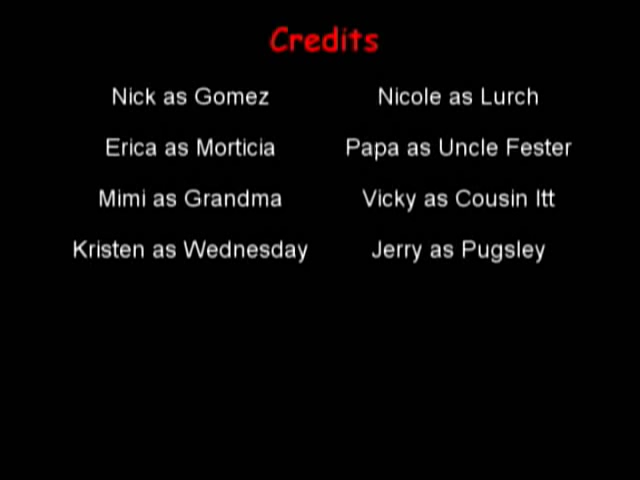 Credits
Nick as Gomez
Nicole as Lurch
Erica as Morticia
Papa as Uncle Fester
Mimi as Grandma
Vicky as Cousin Itt
Kristen as Wednesday
Jerry as Pugsley